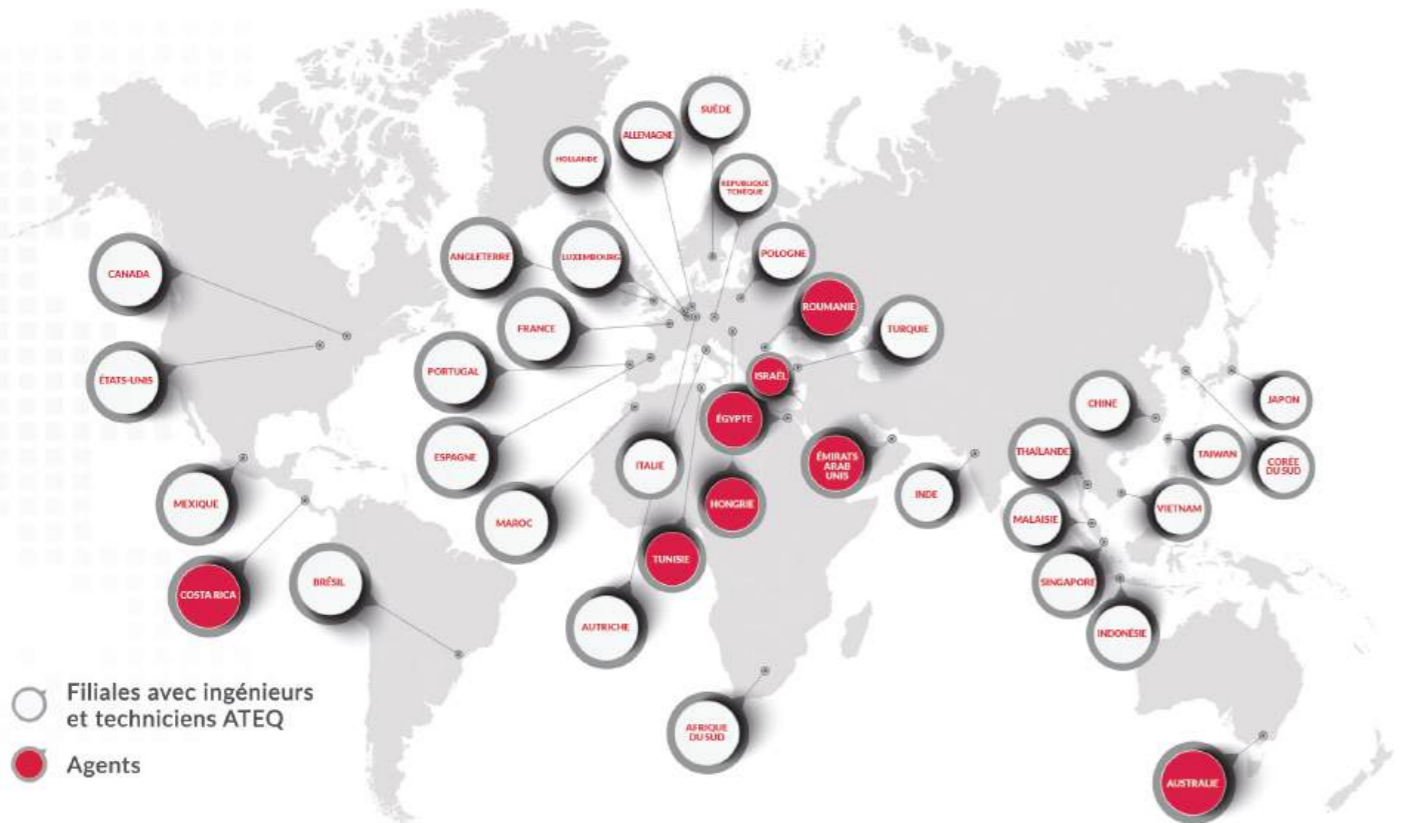 SUÈDE
ALLEMAGNE
HOLLANDE
RÉPUBLIQUE
TCHÈQUE
ANGLETERRE
LUXEMBOURG
POLOGNE
CANADA
FRANCE
ROUMANIE
TURQUIE
ÉTATS-UNIS
PORTUGAL
ISRAËL
ÉGYPTE
CHINE
JAPON
ESPAGNE
ITALIE
ÉMIRATS
ARAB
UNIS
THAÏLANDE
TAIWAN
CORÉE
DU SUD
MEXIQUE
MAROC
HONGRIE
INDE
MALAISIE
VIETNAM
COSTA RICA
BRÉSIL
TUNISIE
SINGAPORE
AUTRICHE
INDONÉSIE
Filiales avec ingénieurs
et techniciens ATEQ
AFRIQUE
DU SUD
Agents
AUSTRALIE